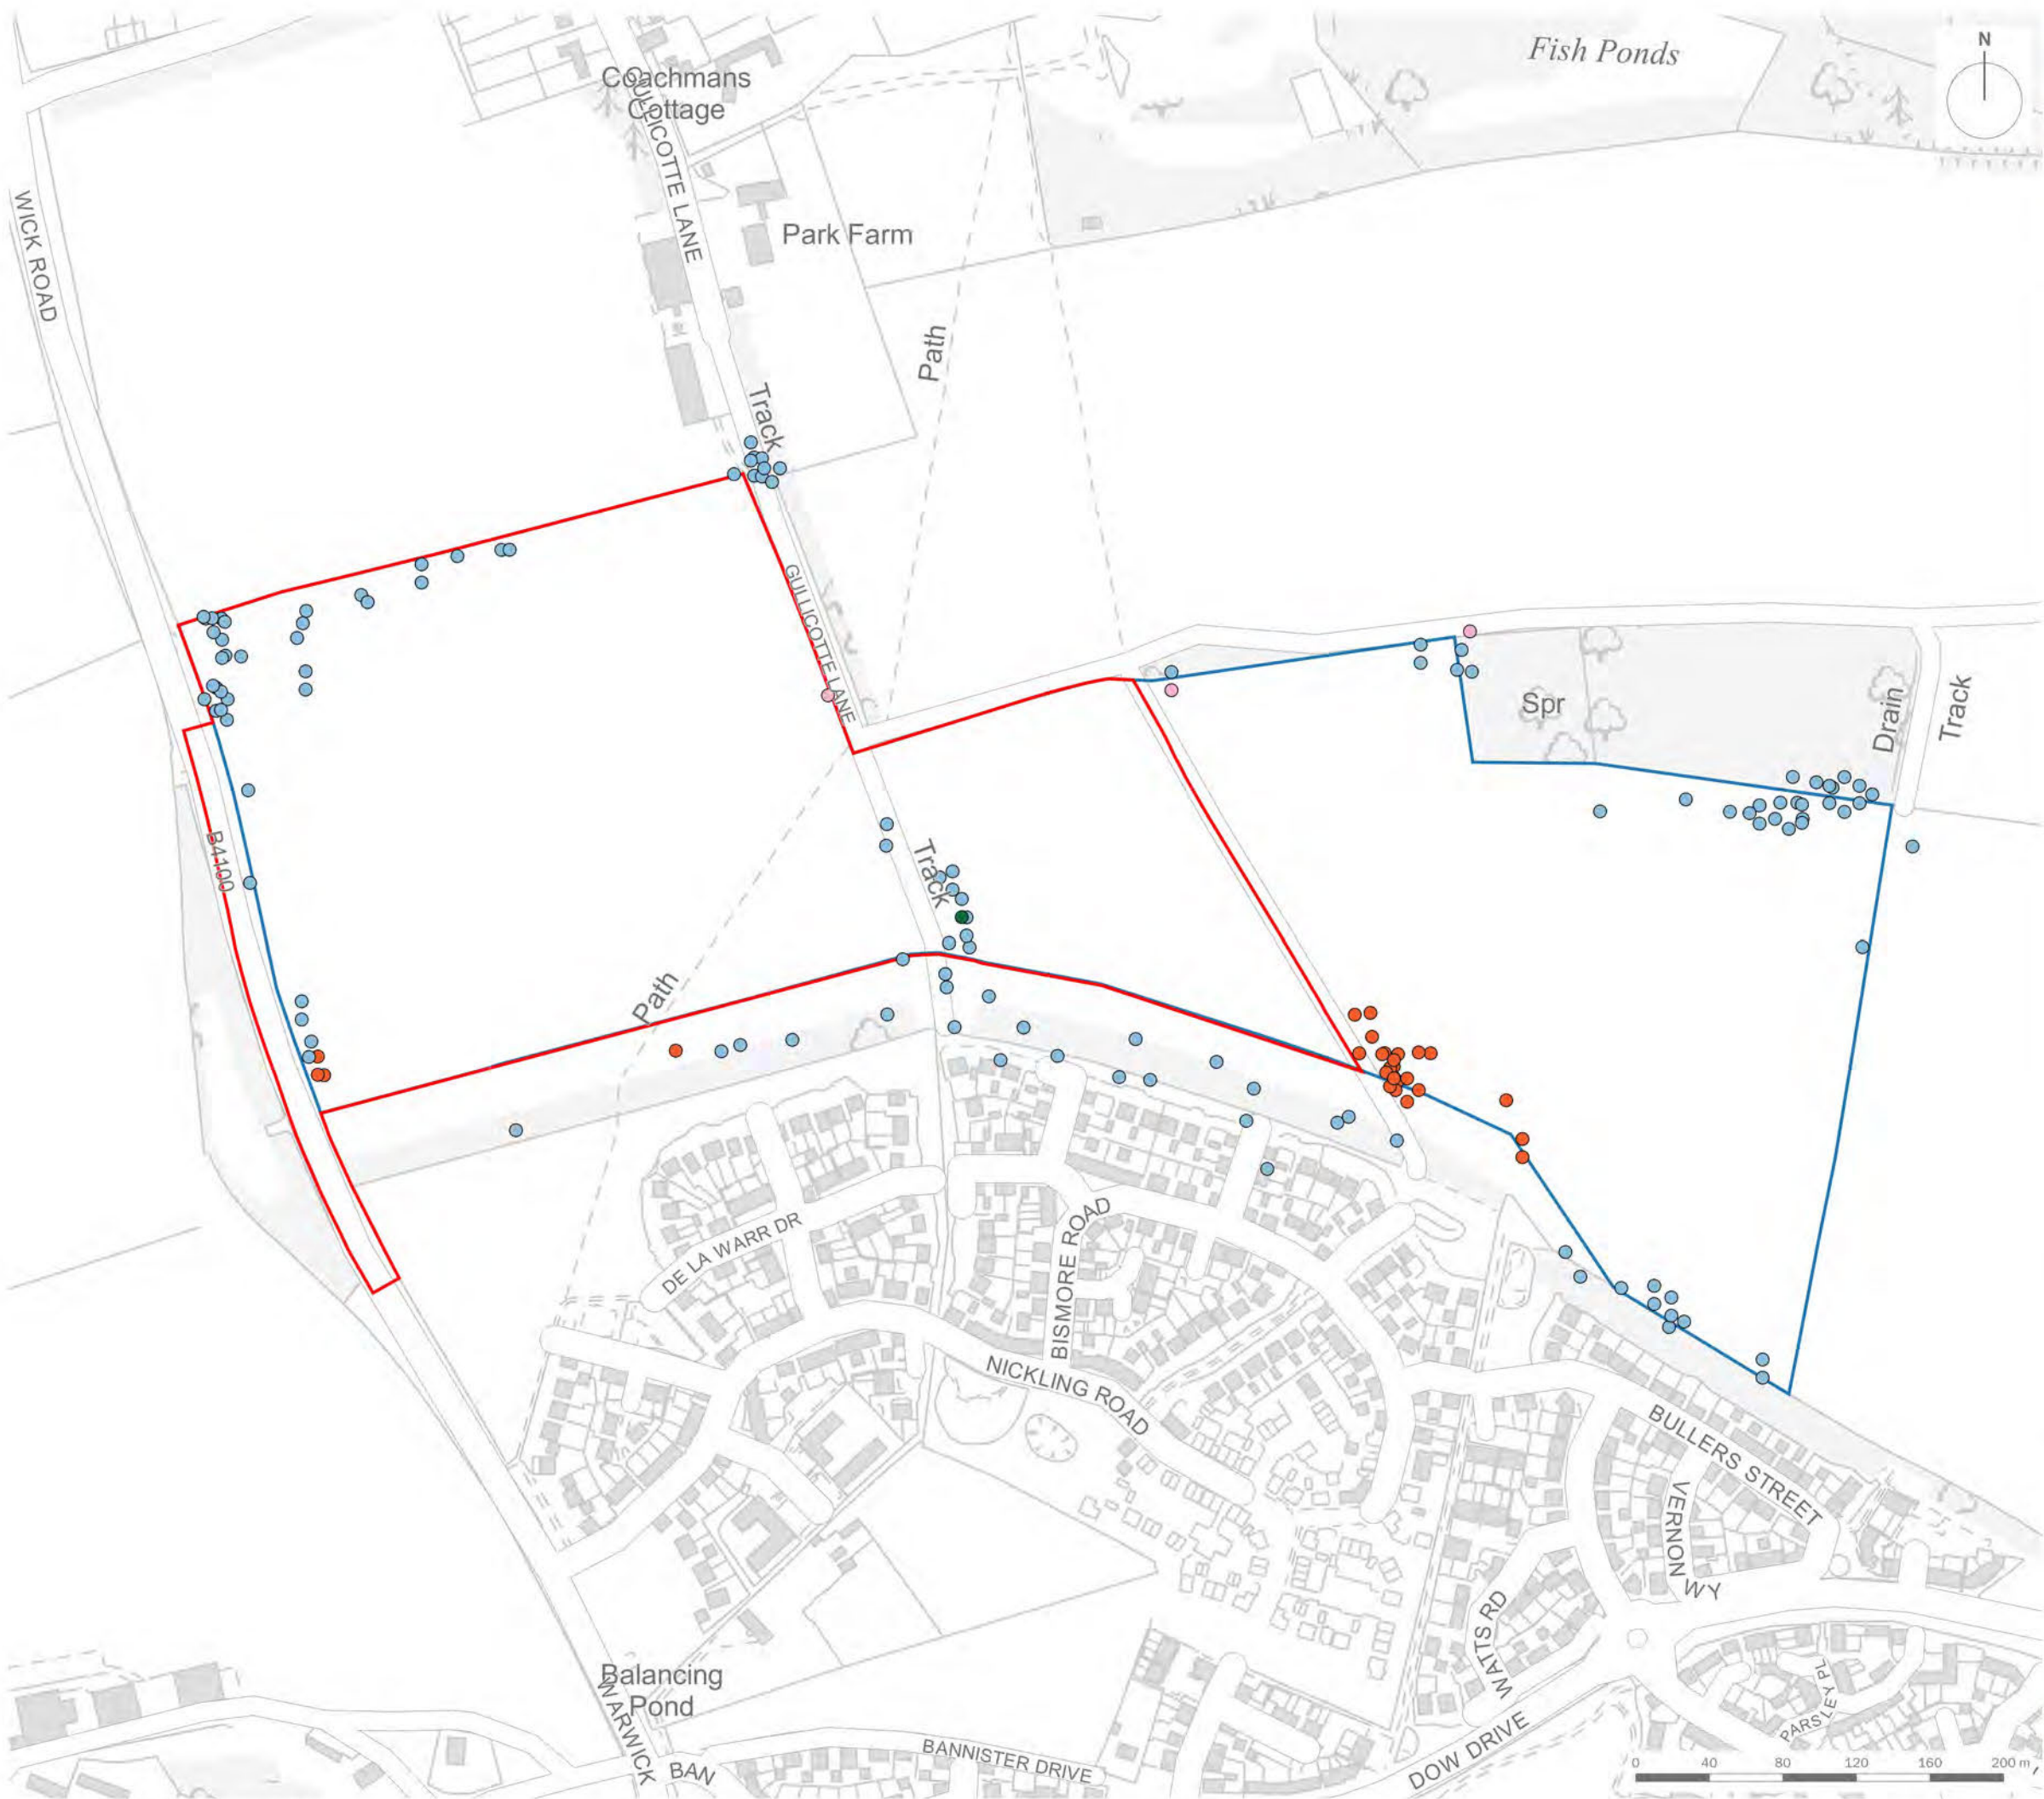 Fish Ponds
N
Coachmans
Cottage
GULLICOTTE LANE
WICK ROAD
Park Farm
Path
Track
GULLICOTTE LANE
Spr
Drain
Track
B4100
Track
Path
DE LA WARR DR
BISMORE ROAD
NICKLING ROAD
BULLERS STREET
VERNON WY
WATTS RD
PARSLEY PL
Balancing
Pond
WARWICK
BAN
BANNISTER DRIVE
DOW DRIVE
0 40 80 120 160 200 m